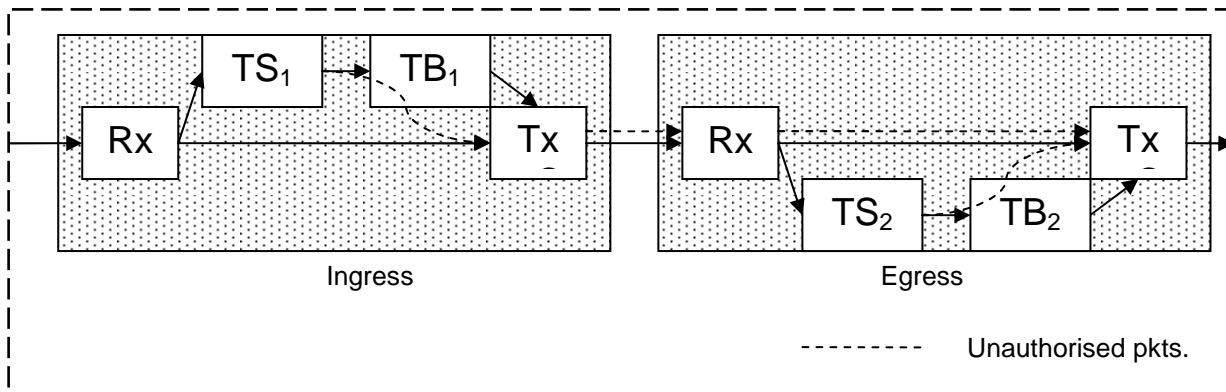 TS₁ TB₁
Rx Tx Rx Tx
TS₂ TB₂
Ingress Egress
Unauthorised pkts.